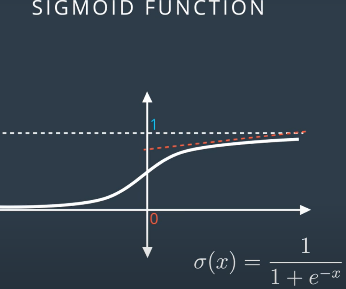 SIGMOID FUNCTION
1
0
σ(x) = 1 / (1 + e^{-x})